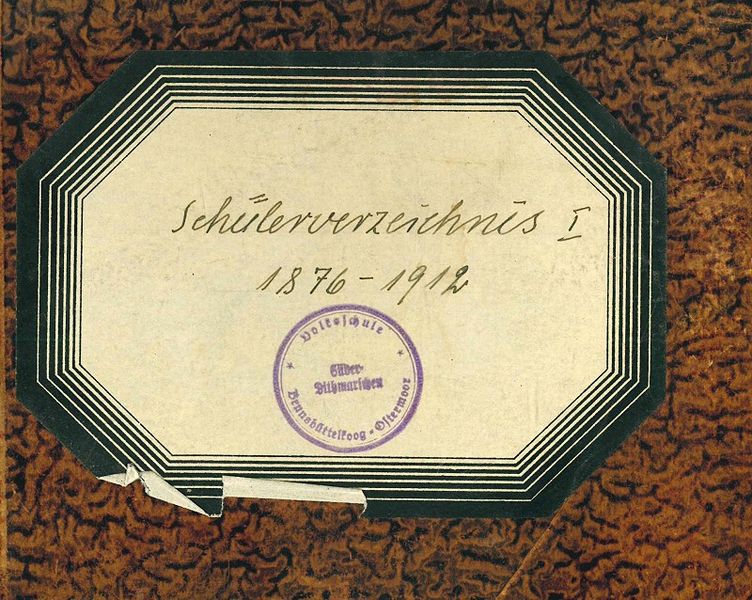 Schülerverzeichnis I
1876-1912
Volksschule
Süder-
Dithmarschen
Brunsbüttelkoog - Ostermoor